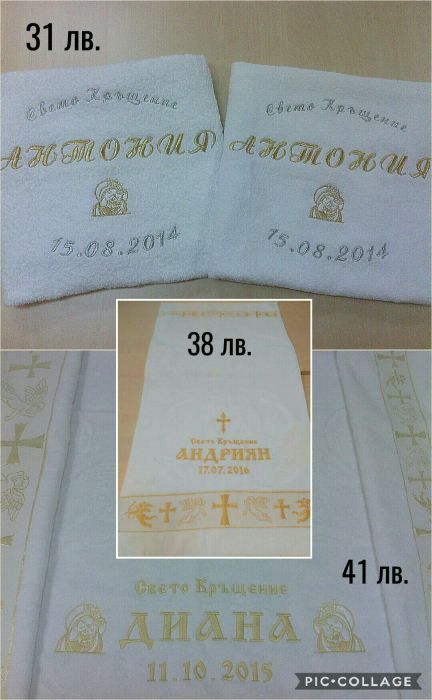 31 лв.
Свето Кръщение
АНТОНИЯ
15.08.2014
Свето Кръщение
АНТОНИЯ
15.08.2014
38 лв.
Свето Кръщение
АНДРИЯН
17.07.2016
41 лв.
Свето Кръщение
ДИАНА
11.10.2015
PIC•COLLAGE